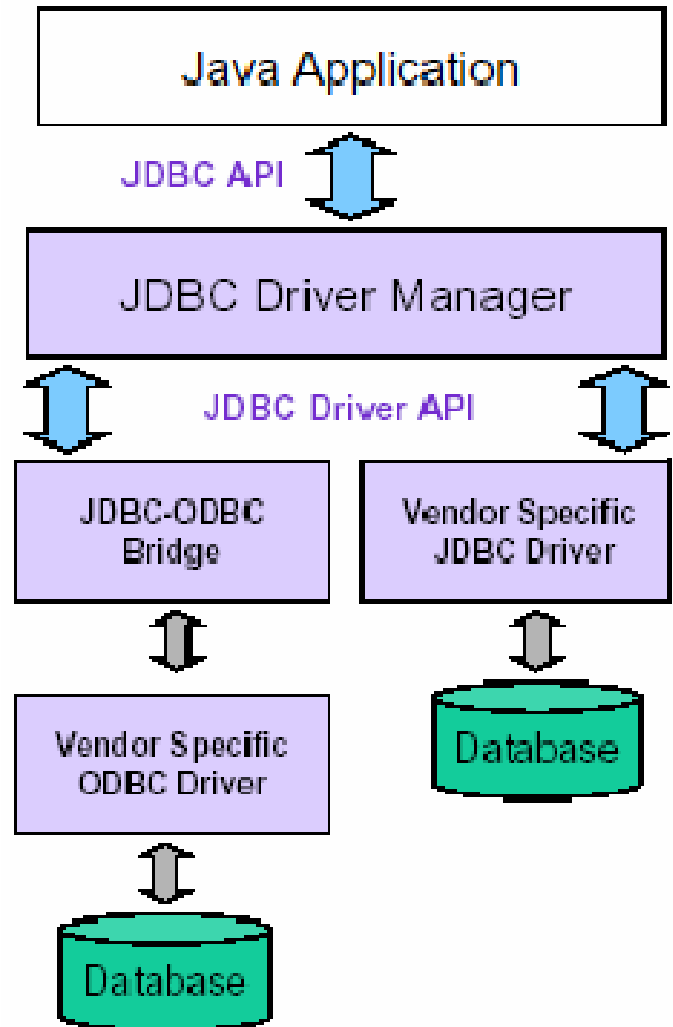 Java Application
JDBC API
JDBC Driver Manager
JDBC Driver API
JDBC-ODBC
Bridge
Vendor Specific
JDBC Driver
Vendor Specific
ODBC Driver
Database
Database